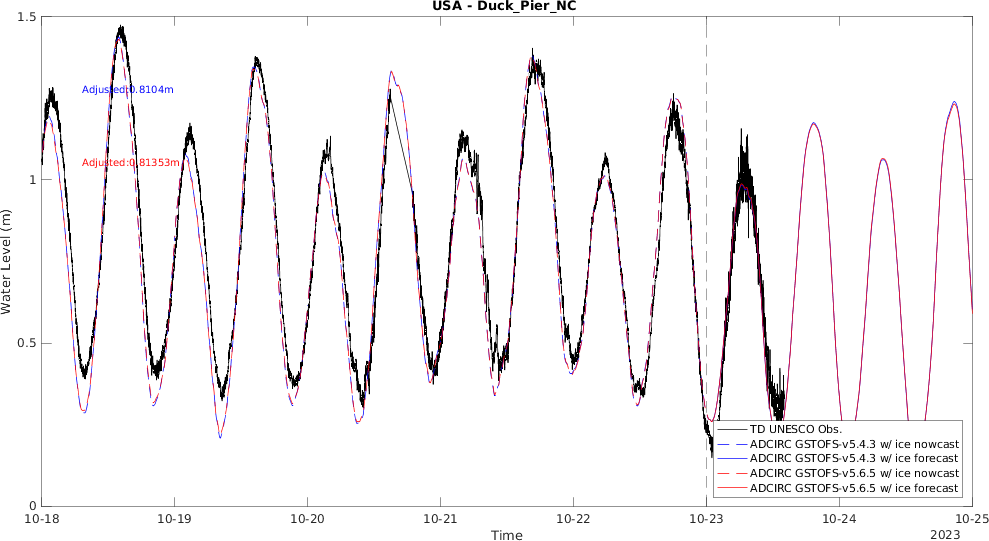 USA - Duck_Pier_NC
1.5
Adjusted:0.8104m
Adjusted:0.81353m
1
Water Level (m)
0.5
0
TD UNESCO Obs.
ADCIRC GSTOFS-v5.4.3 w/ ice nowcast
ADCIRC GSTOFS-v5.4.3 w/ ice forecast
ADCIRC GSTOFS-v5.6.5 w/ ice nowcast
ADCIRC GSTOFS-v5.6.5 w/ ice forecast
10-18 10-19 10-20 10-21 10-22 10-23 10-24 10-25
Time
2023